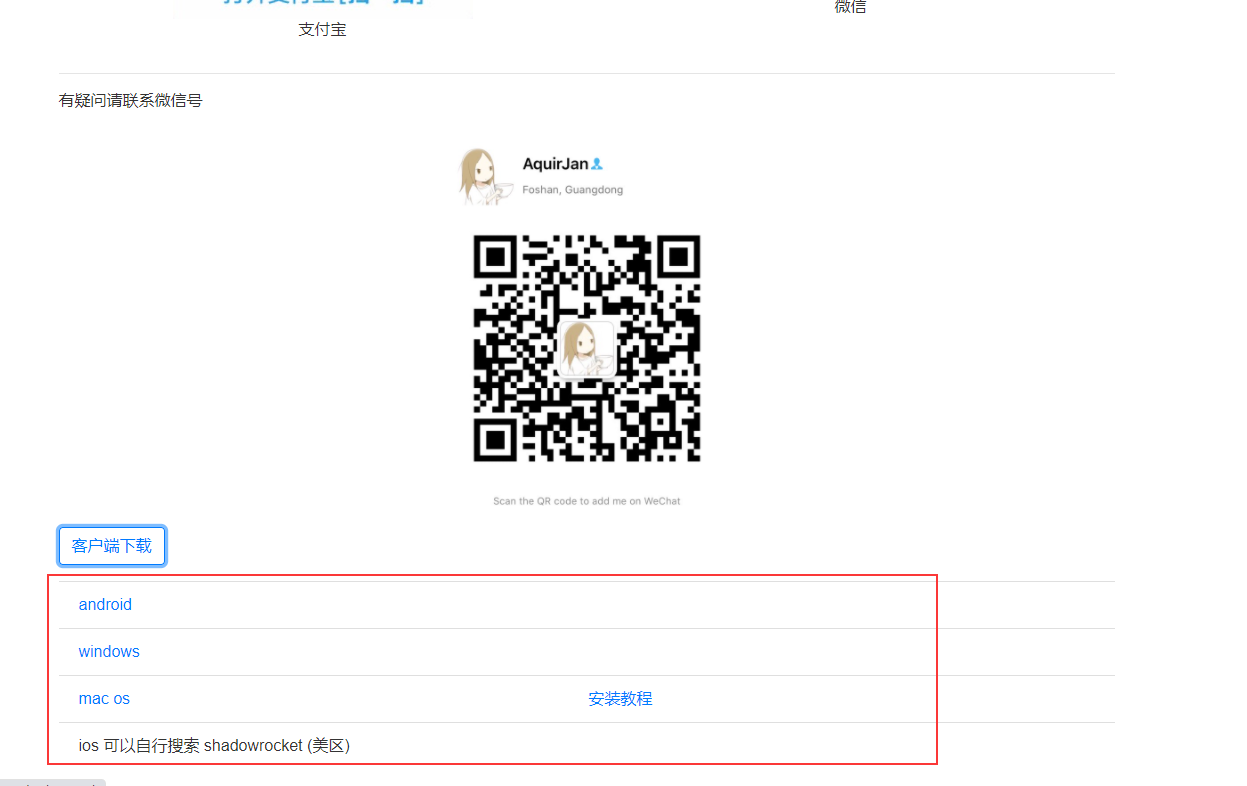 支付宝
微信
有疑问请联系微信号
AquirJan
Foshan, Guangdong
Scan the QR code to add me on WeChat
客户端下载
android
windows
mac os 安装教程
ios 可以自行搜索 shadowrocket (美区)